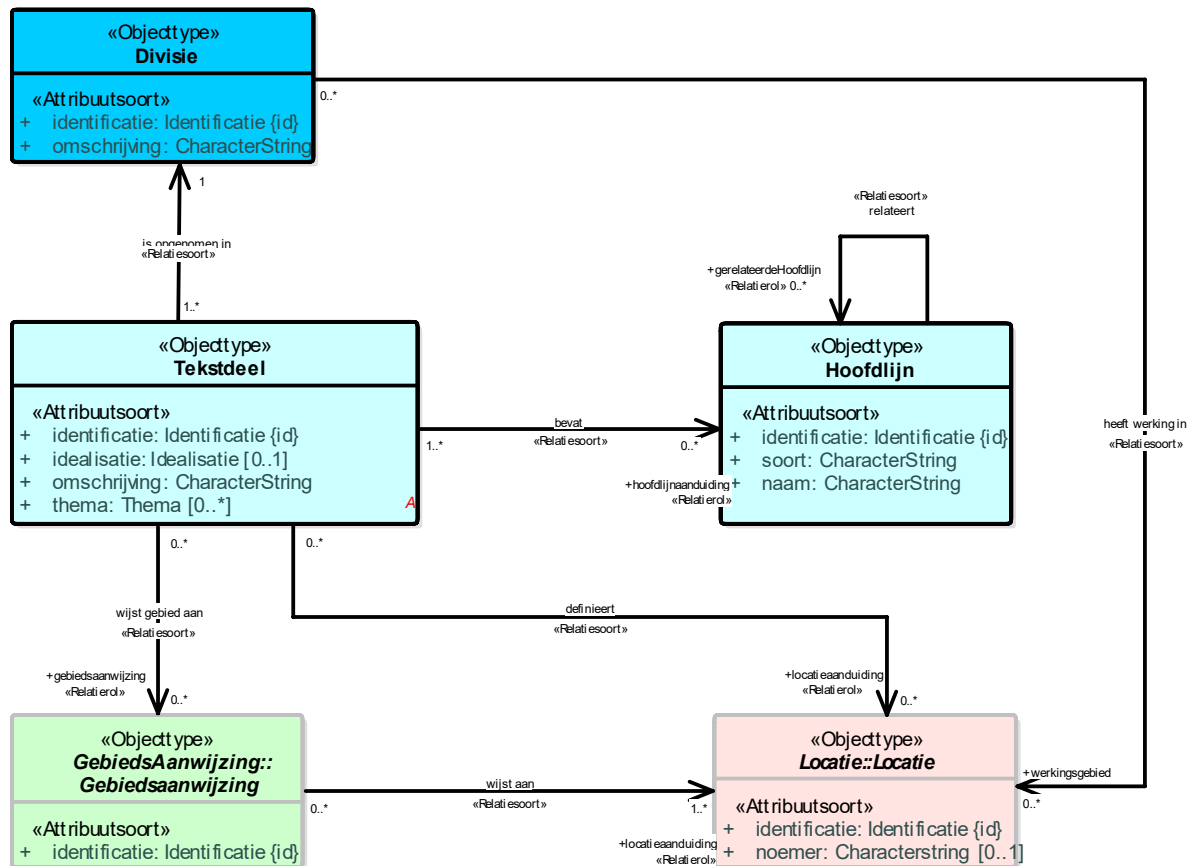 «Objecttype»
Divisie
«Attribuutsoort»
+ identificatie: Identificatie {id}
+ omschrijving: CharacterString
0..*
1
is opgenomen in
«Relatiesoort»
1..*
«Relatiesoort»
relateert
+gerelateerdeHoofdlijn
«Relatierol» 0..*
«Objecttype»
Tekstdeel
«Attribuutsoort»
+ identificatie: Identificatie {id}
+ idealisatie: Idealisatie [0..1]
+ omschrijving: CharacterString
+ thema: Thema [0..*]
A
bevat
«Relatiesoort»
1..*
0..*
+hoofdlijnaanduiding
«Relatierol»
«Objecttype»
Hoofdlijn
«Attribuutsoort»
+ identificatie: Identificatie {id}
+ soort: CharacterString
+ naam: CharacterString
heeft werking in
«Relatiesoort»
0..*
0..*
wijst gebied aan
«Relatiesoort»
definieert
«Relatiesoort»
+gebiedsaanwijzing
«Relatierol»
0..*
+locatieaanduiding
«Relatierol»
0..*
«Objecttype»
GebiedsAanwijzing::
Gebiedsaanwijzing
«Attribuutsoort»
+ identificatie: Identificatie {id}
wijst aan
«Relatiesoort»
0..*
1..*
+locatieaanduiding
«Relatierol»
«Objecttype»
Locatie::Locatie
«Attribuutsoort»
+ identificatie: Identificatie {id}
+ noemer: Characterstring [0..1]
+werkingsgebied
0..*